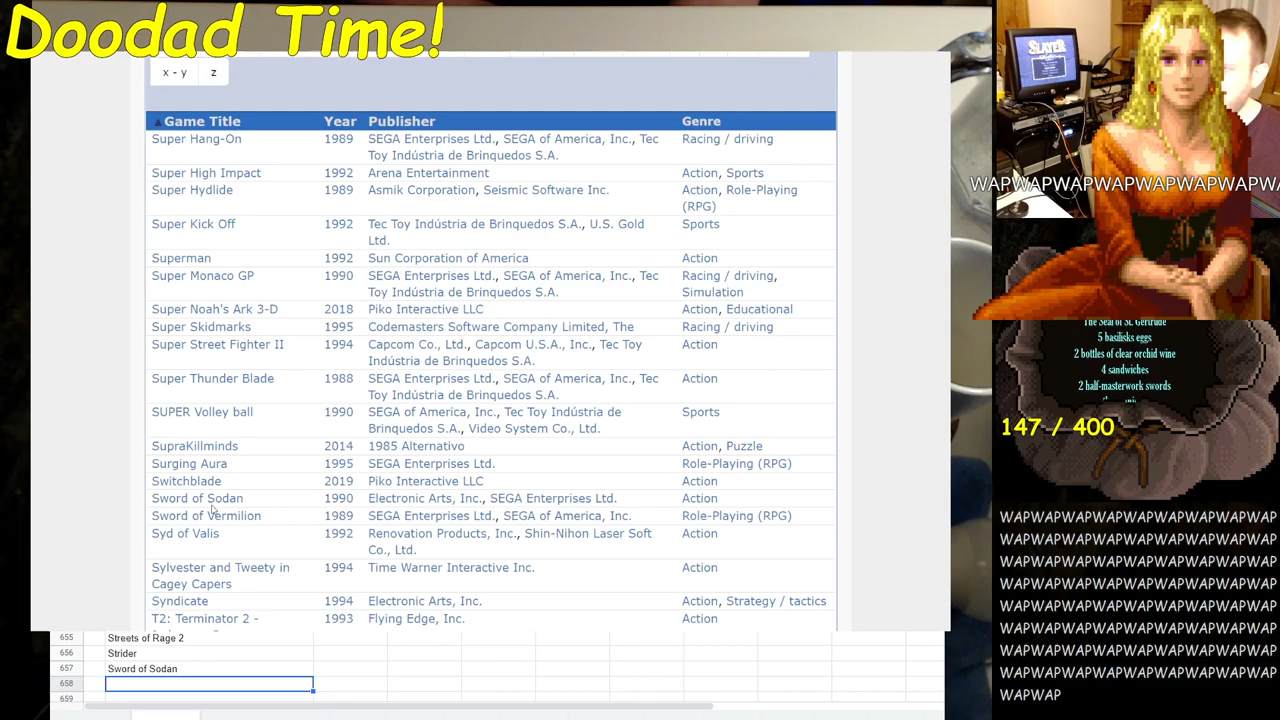 Doodad Time!
x - y z
▲ Game Title Year Publisher Genre
Super Hang-On 1989 SEGA Enterprises Ltd., SEGA of America, Inc., Tec Racing / driving
Toy Indústria de Brinquedos S.A.
Super High Impact 1992 Arena Entertainment Action, Sports
Super Hydlide 1989 Asmik Corporation, Seismic Software Inc. Action, Role-Playing
(RPG)
Super Kick Off 1992 Tec Toy Indústria de Brinquedos S.A., U.S. Gold Sports
Ltd.
Superman 1992 Sun Corporation of America Action
Super Monaco GP 1990 SEGA Enterprises Ltd., SEGA of America, Inc., Tec Racing / driving,
Toy Indústria de Brinquedos S.A. Simulation
Super Noah's Ark 3-D 2018 Piko Interactive LLC Action, Educational
Super Skidmarks 1995 Codemasters Software Company Limited, The Racing / driving
Super Street Fighter II 1994 Capcom Co., Ltd., Capcom U.S.A., Inc., Tec Toy Action
Indústria de Brinquedos S.A.
Super Thunder Blade 1988 SEGA Enterprises Ltd., SEGA of America, Inc., Tec Action
Toy Indústria de Brinquedos S.A.
SUPER Volley ball 1990 SEGA of America, Inc., Tec Toy Indústria de Sports
Brinquedos S.A., Video System Co., Ltd.
SupraKillminds 2014 1985 Alternativo Action, Puzzle
Surging Aura 1995 SEGA Enterprises Ltd. Role-Playing (RPG)
Switchblade 2019 Piko Interactive LLC Action
Sword of Sodan 1990 Electronic Arts, Inc., SEGA Enterprises Ltd. Action
Sword of Vermilion 1989 SEGA Enterprises Ltd., SEGA of America, Inc. Role-Playing (RPG)
Syd of Valis 1992 Renovation Products, Inc., Shin-Nihon Laser Soft Action
Co., Ltd.
Sylvester and Tweety in 1994 Time Warner Interactive Inc. Action
Cagey Capers
Syndicate 1994 Electronic Arts, Inc. Action, Strategy / tactics
T2: Terminator 2 - 1993 Flying Edge, Inc. Action
655 Streets of Rage 2
656 Strider
657 Sword of Sodan
658
659
SLAYER
WAPWAPWAPWAPWAPWAPWAPWAPWA
The Seal of St. Gertrude
5 basilisks eggs
2 bottles of clear orchid wine
4 sandwiches
2 half-masterwork swords
147 / 400
WAPWAPWAPWAPWAPWAPWAPWAP
WAPWAPWAPWAPWAPWAPWAPWAP
WAPWAPWAPWAPWAPWAPWAPWAP
WAPWAPWAPWAPWAPWAPWAPWAP
WAPWAPWAPWAPWAPWAPWAPWAP
WAPWAPWAPWAPWAPWAPWAPWAP
WAPWAPWAPWAPWAPWAPWAPWAP
WAPWAPWAPWAPWAPWAPWAPWAP
WAPWAP